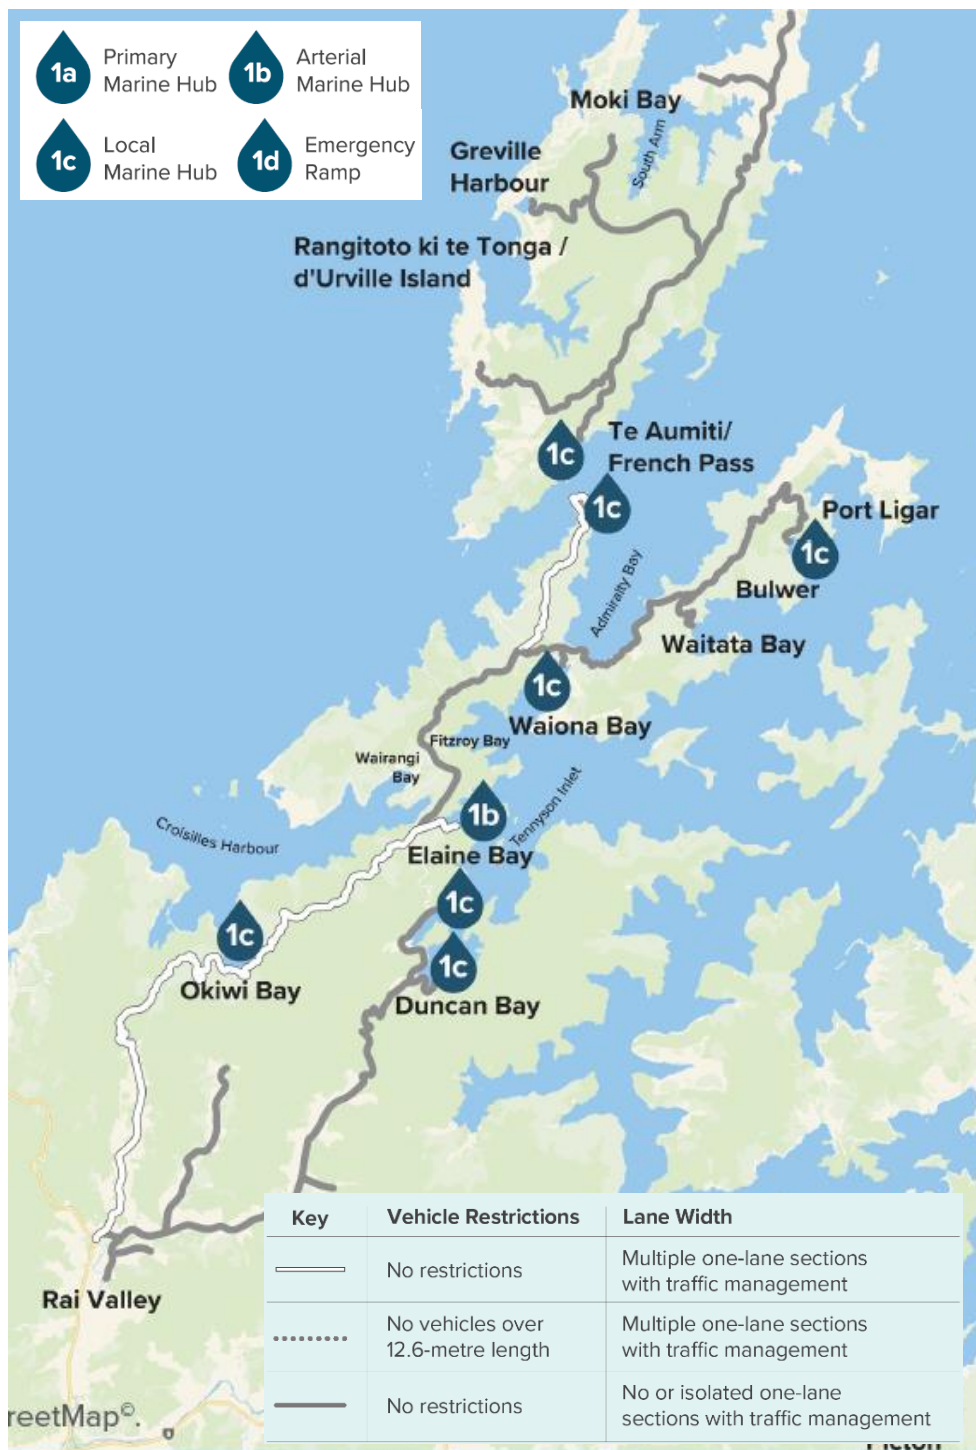 1a
Primary
Marine Hub
1b
Arterial
Marine Hub
1c
Local
Marine Hub
1d
Emergency
Ramp
Moki Bay
South Arm
Greville
Harbour
Rangitoto ki te Tonga /
d'Urville Island
Te Aumiti/
French Pass
1c
1c
Port Ligar
1c
Admiralty Bay
Bulwer
Waitata Bay
1c
Waiona Bay
Fitzroy Bay
Wairangi
Bay
Tennyson Inlet
1b
Croisilles Harbour
Elaine Bay
1c
1c
1c
Okiwi Bay
Duncan Bay
Rai Valley
Key Vehicle Restrictions Lane Width
No restrictions
Multiple one-lane sections
with traffic management
No vehicles over
12.6-metre length
Multiple one-lane sections
with traffic management
No restrictions
No or isolated one-lane
sections with traffic management
reetMap©.
Picton